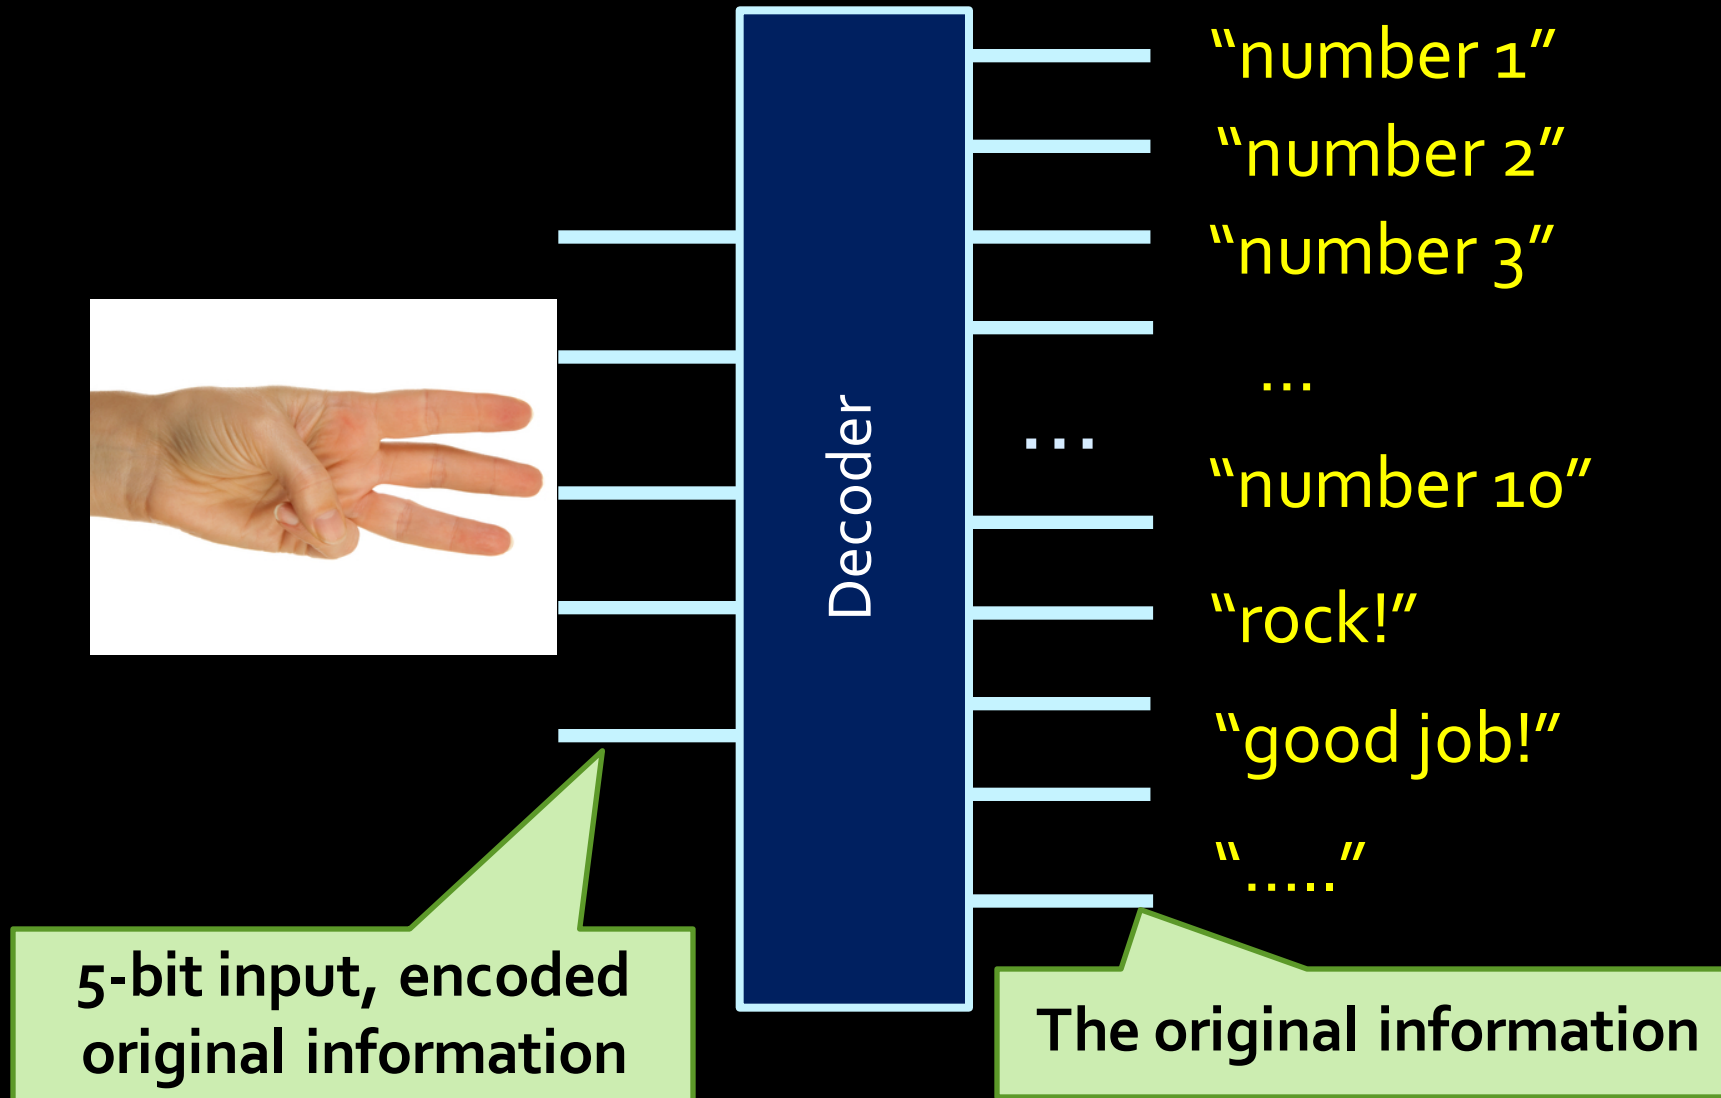 “number 1”
“number 2”
“number 3”
...
...
“number 10”
Decoder
“rock!”
“good job!”
“.....”
5-bit input, encoded
original information
The original information